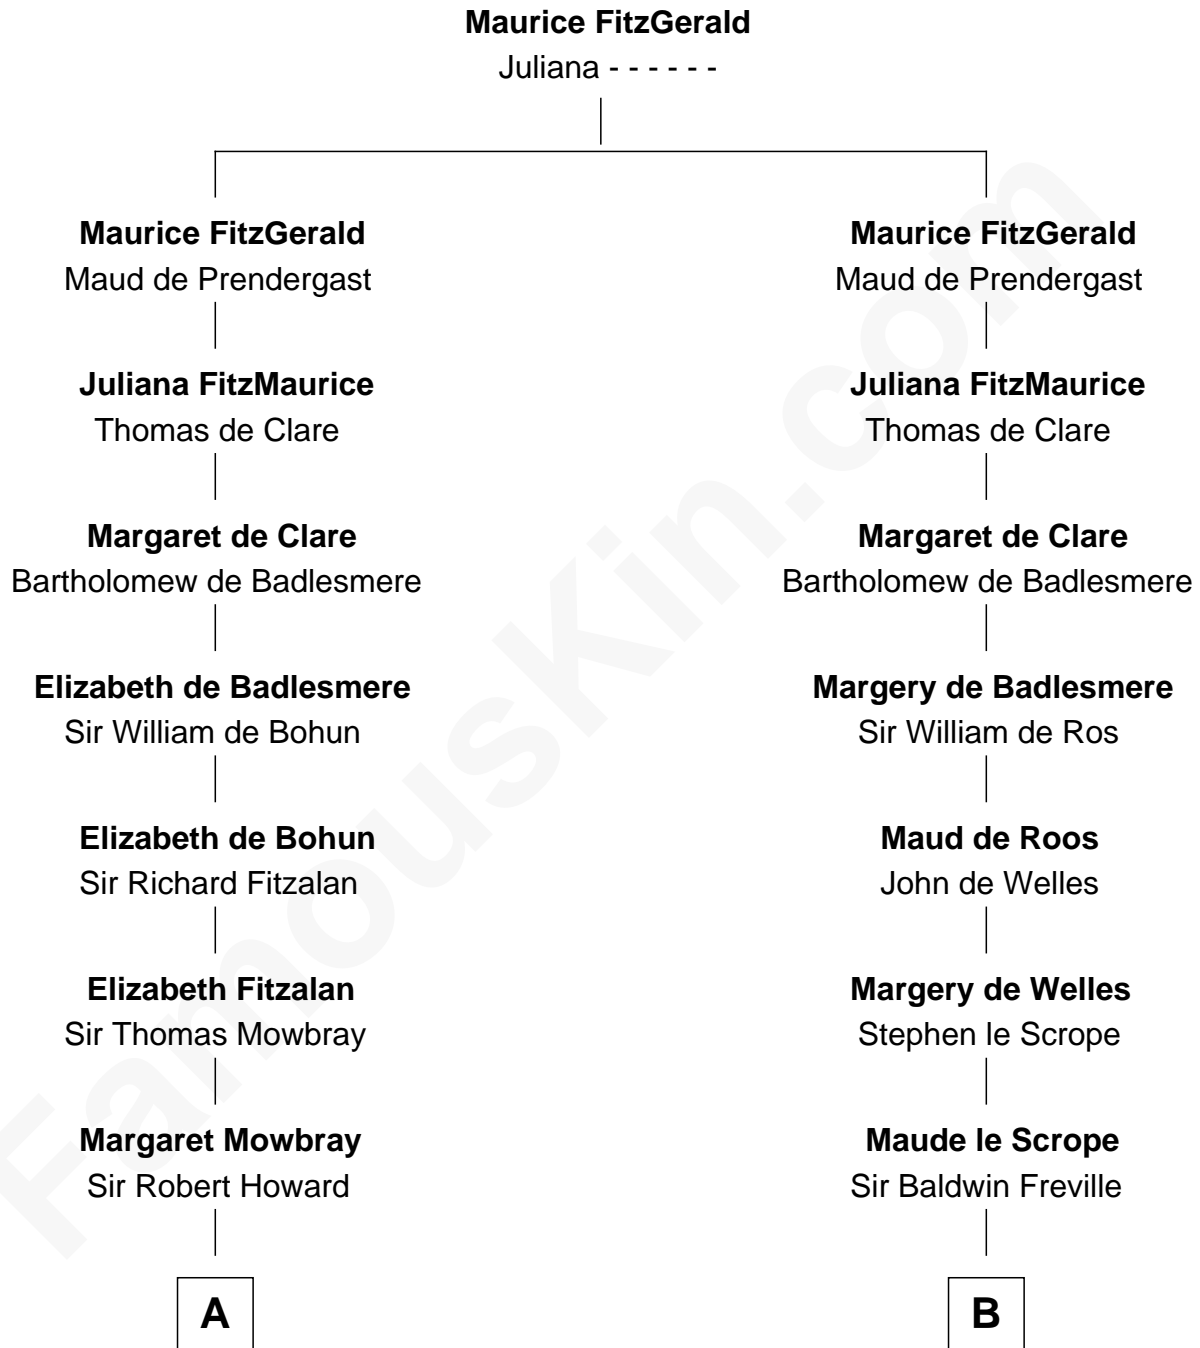 Maurice FitzGerald
Juliana - - - - - -
Maurice FitzGerald
Maud de Prendergast
Juliana FitzMaurice
Thomas de Clare
Margaret de Clare
Bartholomew de Badlesmere
Elizabeth de Badlesmere
Sir William de Bohun
Elizabeth de Bohun
Sir Richard Fitzalan
Elizabeth Fitzalan
Sir Thomas Mowbray
Margaret Mowbray
Sir Robert Howard
A
Maurice FitzGerald
Maud de Prendergast
Juliana FitzMaurice
Thomas de Clare
Margaret de Clare
Bartholomew de Badlesmere
Margery de Badlesmere
Sir William de Ros
Maud de Roos
John de Welles
Margery de Welles
Stephen le Scrope
Maude le Scrope
Sir Baldwin Freville
B
FamousKin.com